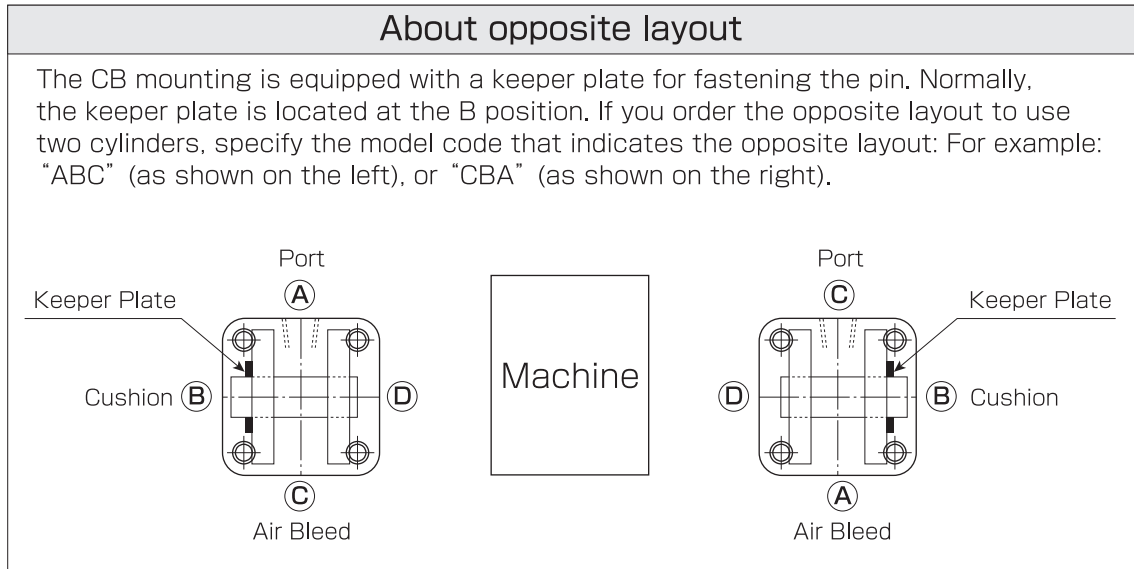 About opposite layout
The CB mounting is equipped with a keeper plate for fastening the pin. Normally,
the keeper plate is located at the B position. If you order the opposite layout to use
two cylinders, specify the model code that indicates the opposite layout: For example:
“ABC” (as shown on the left), or “CBA” (as shown on the right).
Port
A
Keeper Plate
Cushion B
D
C
Air Bleed
Machine
Port
C
Keeper Plate
D
B Cushion
A
Air Bleed